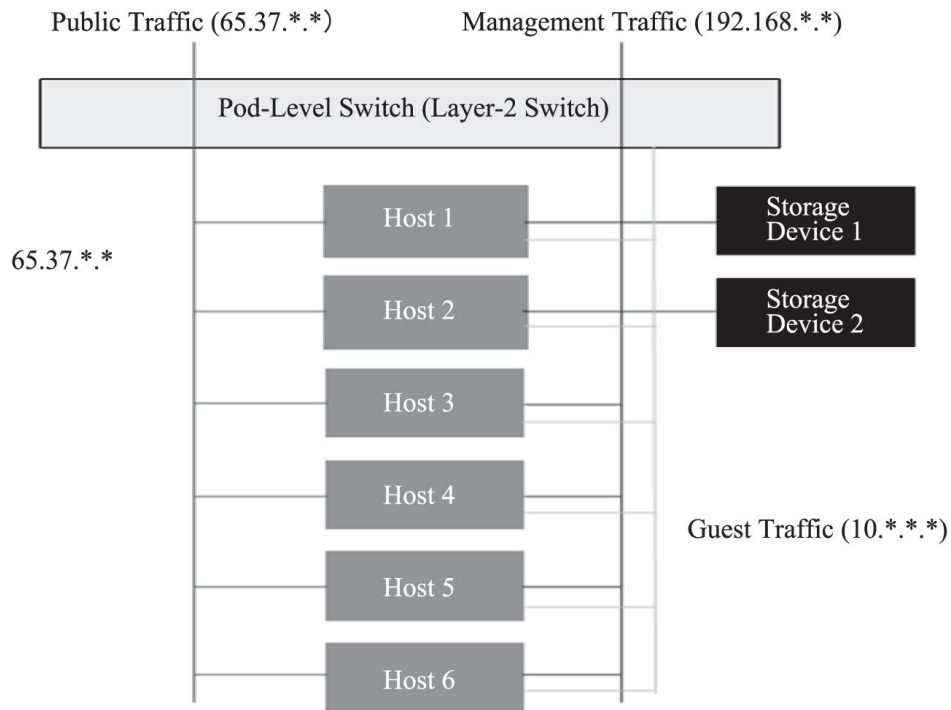 Public Traffic (65.37.*.*)
Management Traffic (192.168.*.*)
Pod-Level Switch (Layer-2 Switch)
Host 1
Storage
Device 1
65.37.*.*
Host 2
Storage
Device 2
Host 3
Host 4
Guest Traffic (10.*.*.*)
Host 5
Host 6